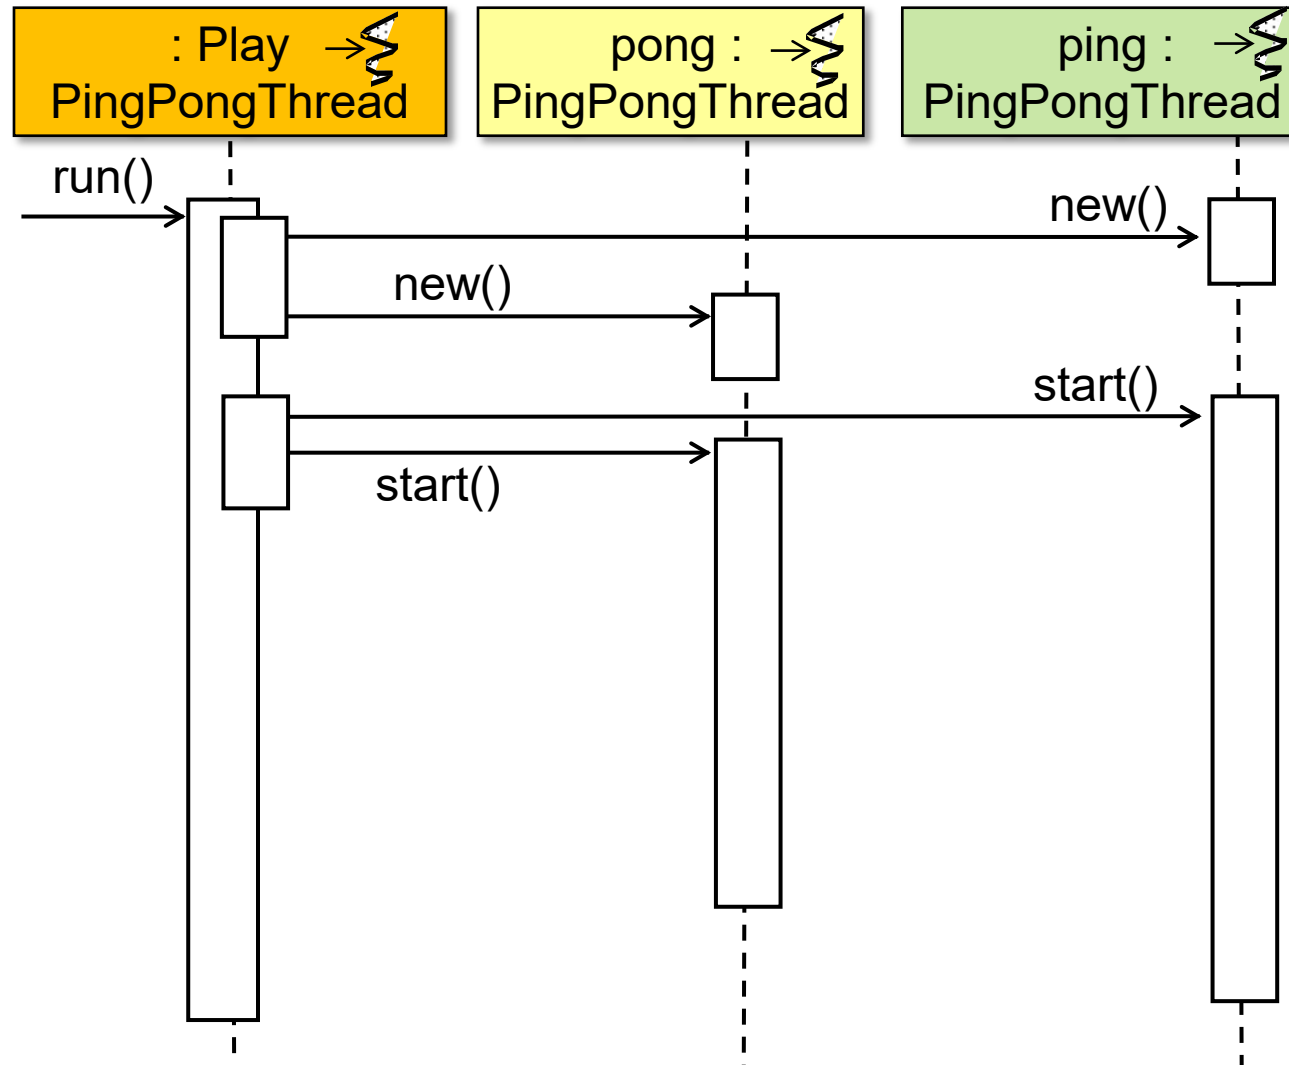 : Play
PingPongThread
pong :
PingPongThread
ping :
PingPongThread
run()
new()
new()
start()
start()